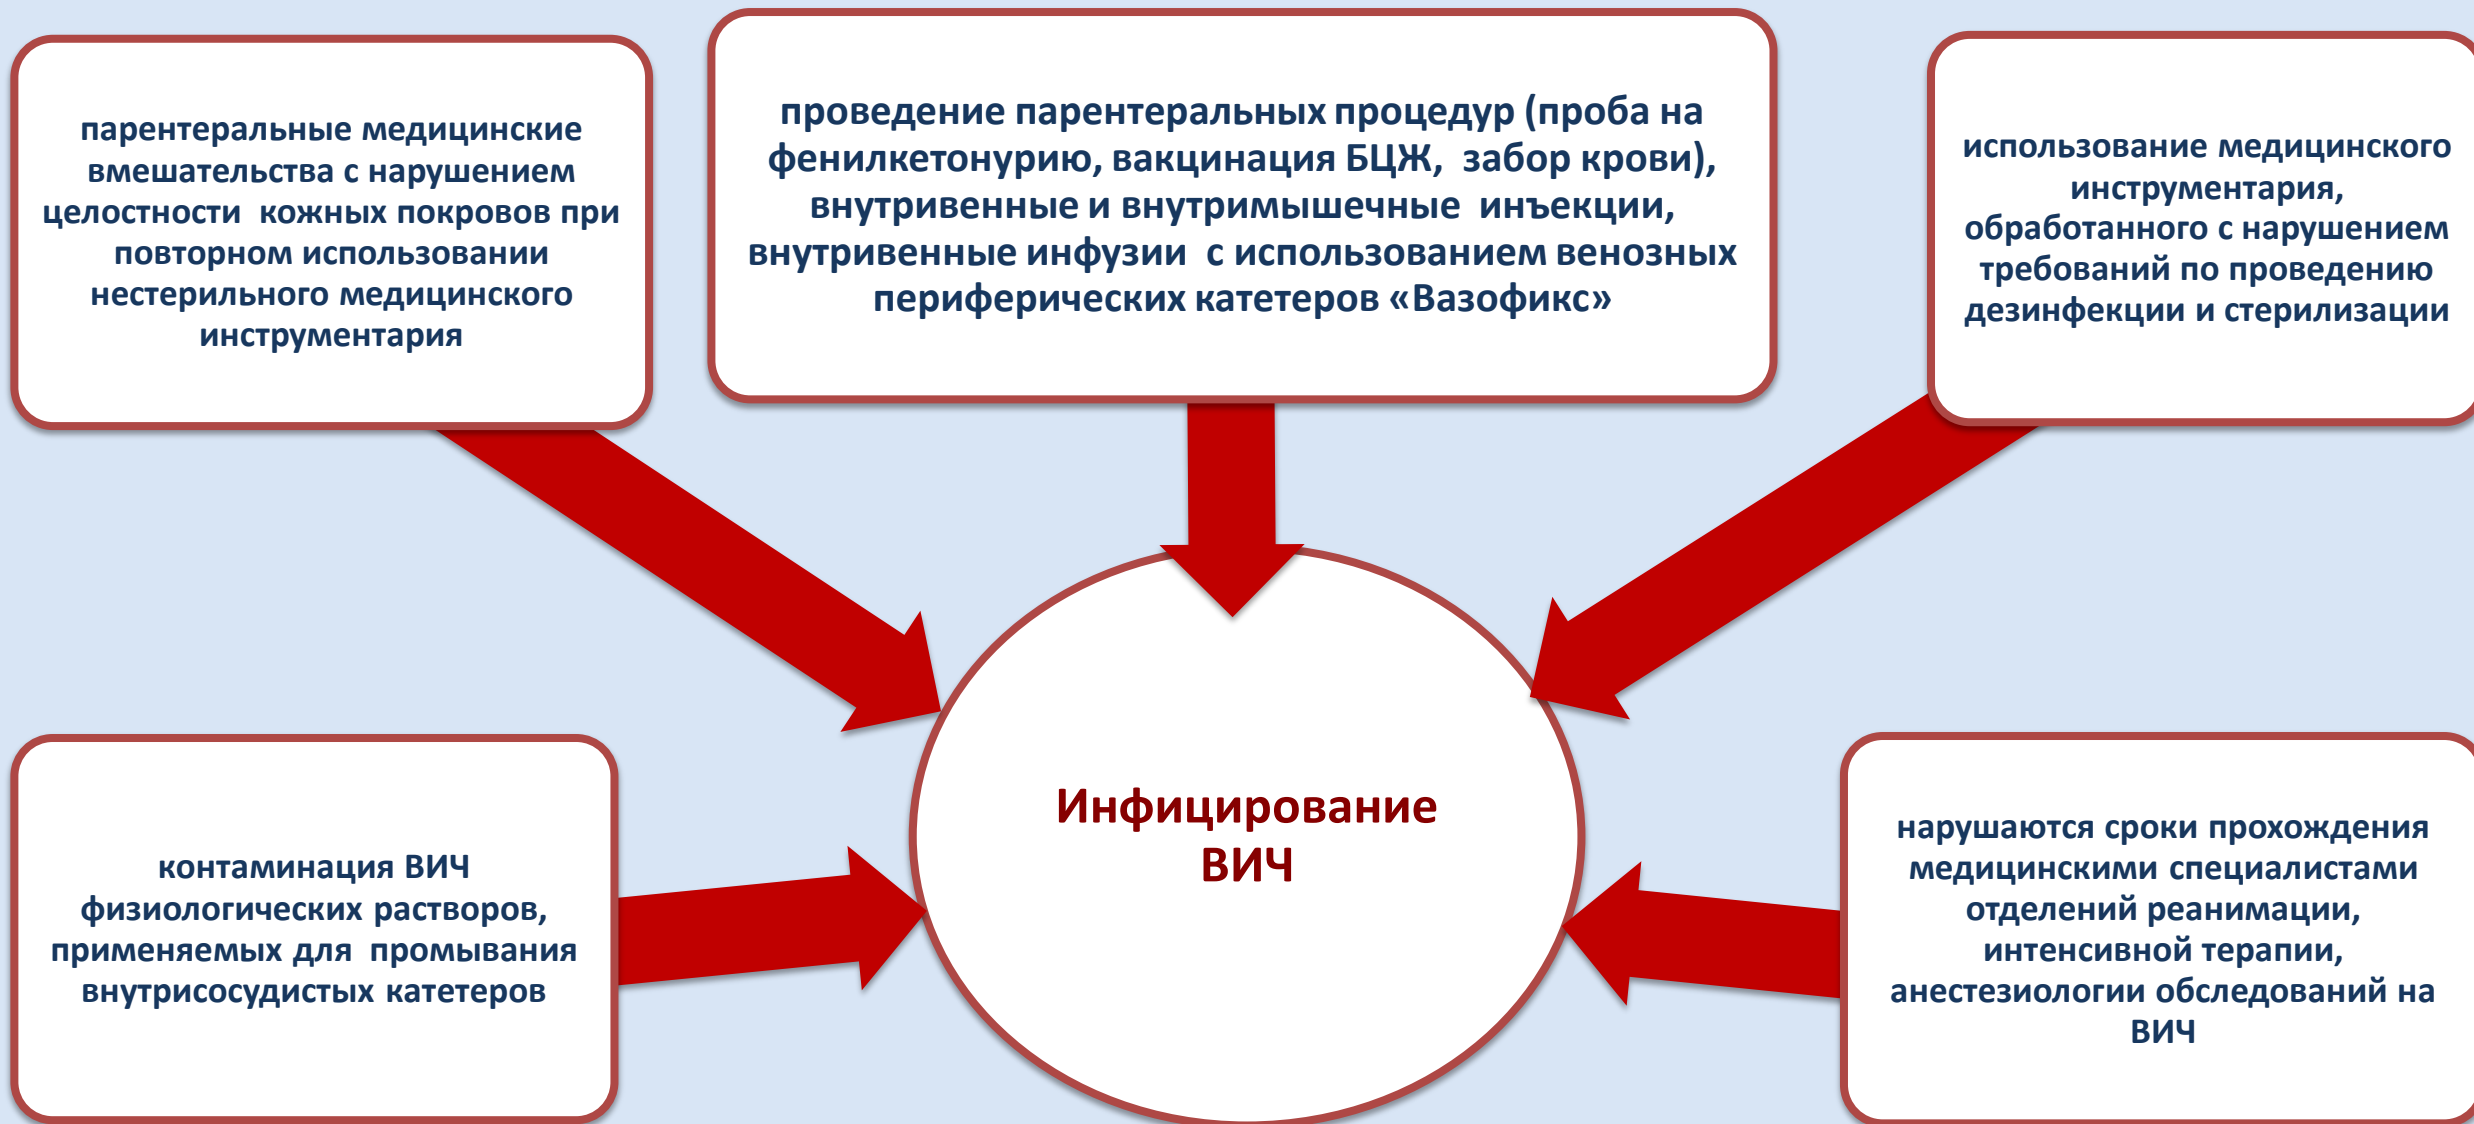 парентеральные медицинские
вмешательства с нарушением
целостности кожных покровов при
повторном использовании
нестерильного медицинского
инструментария
проведение парентеральных процедур (проба на
фенилкетонурию, вакцинация БЦЖ, забор крови),
внутривенные и внутримышечные инъекции,
внутривенные инфузии с использованием венозных
периферических катетеров «Вазофикс»
использование медицинского
инструментария,
обработанного с нарушением
требований по проведению
дезинфекции и стерилизации
контаминация ВИЧ
физиологических растворов,
применяемых для промывания
внутрисосудистых катетеров
Инфицирование
ВИЧ
нарушаются сроки прохождения
медицинскими специалистами
отделений реанимации,
интенсивной терапии,
анестезиологии обследований на
ВИЧ